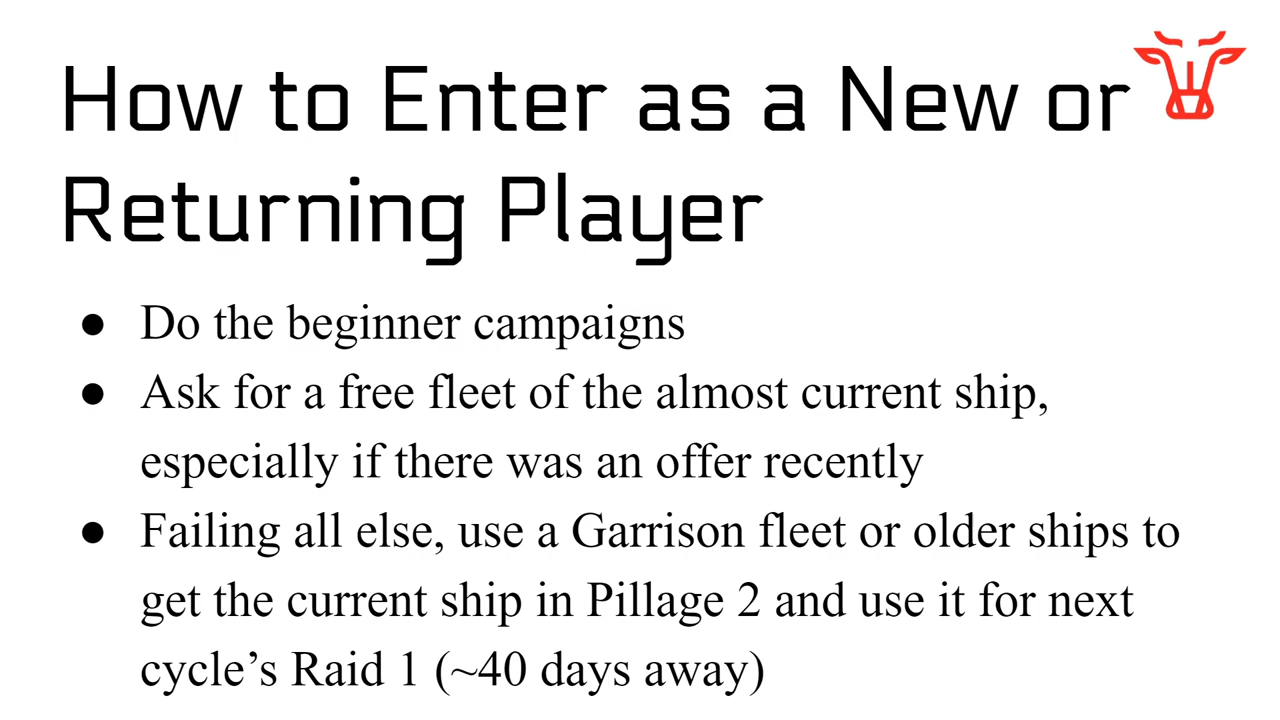 How to Enter as a New or
Returning Player
● Do the beginner campaigns
● Ask for a free fleet of the almost current ship,
especially if there was an offer recently
● Failing all else, use a Garrison fleet or older ships to
get the current ship in Pillage 2 and use it for next
cycle’s Raid 1 (~40 days away)